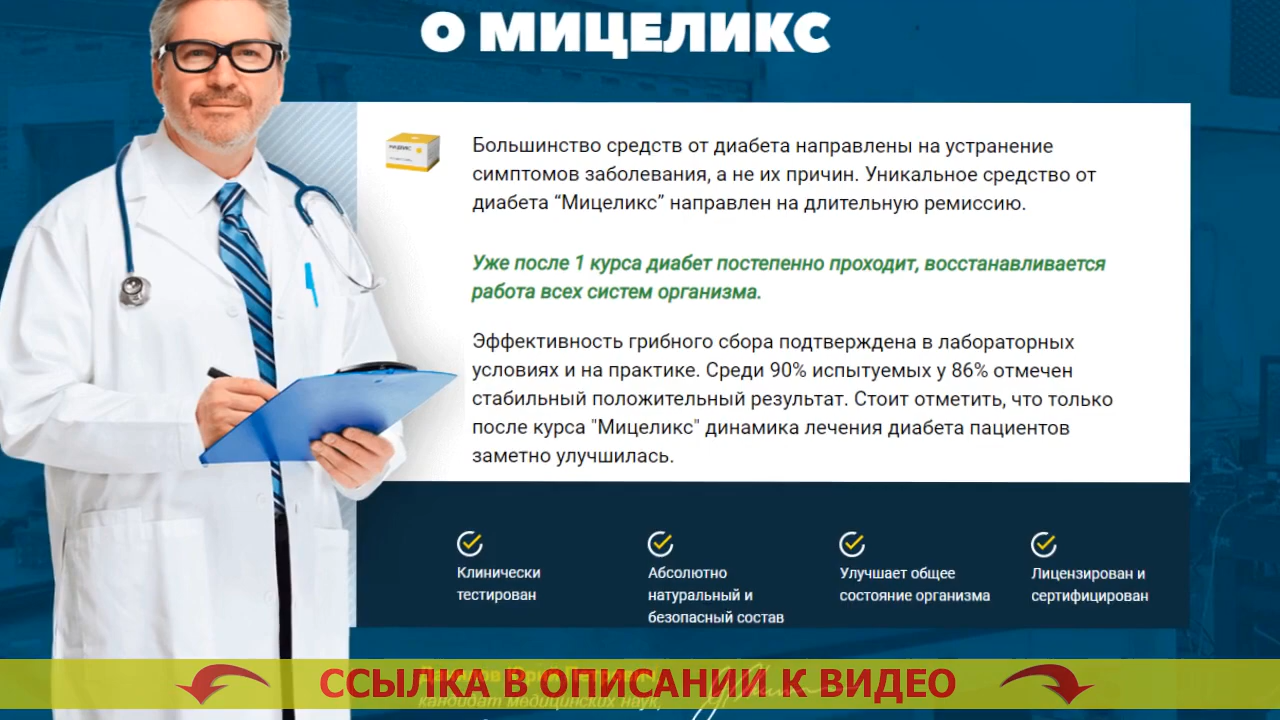 О МИЦЕЛИКС
Большинство средств от диабета направлены на устранение
симптомов заболевания, а не их причин. Уникальное средство от
диабета “Мицеликс” направлен на длительную ремиссию.
Уже после 1 курса диабет постепенно проходит, восстанавливается
работа всех систем организма.
Эффективность грибного сбора подтверждена в лабораторных
условиях и на практике. Среди 90% испытуемых у 86% отмечен
стабильный положительный результат. Стоит отметить, что только
после курса "Мицеликс" динамика лечения диабета пациентов
заметно улучшилась.
Клинически
тестирован
Абсолютно
натуральный и
безопасный состав
Улучшает общее
состояние организма
Лицензирован и
сертифицирован
ССЫЛКА В ОПИСАНИИ К ВИДЕО
кандидат медицинских наук,